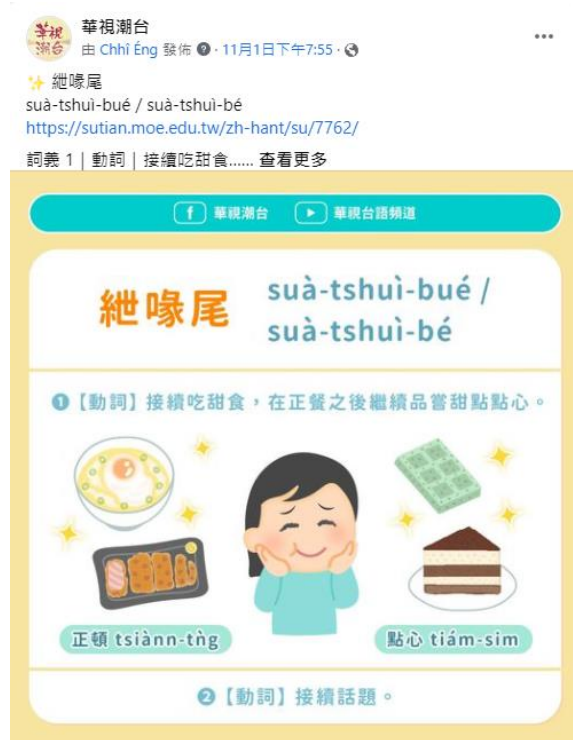 華視潮台
華視潮台
由 Chhî Éng 發佈 · 11月1日下午7:55 ·
✨ 紲喙尾
suà-tshuì-bué / suà-tshuì-bé
https://sutian.moe.edu.tw/zh-hant/su/7762/
詞義 1 | 動詞 | 接續吃甜食...... 查看更多
f 華視潮台 華視台語頻道
紲喙尾
suà-tshuì-bué /
suà-tshuì-bé
❶【動詞】接續吃甜食，在正餐之後繼續品嘗甜點點心。
正頓 tsiànn-tǹg
點心 tiám-sim
❷【動詞】接續話題。